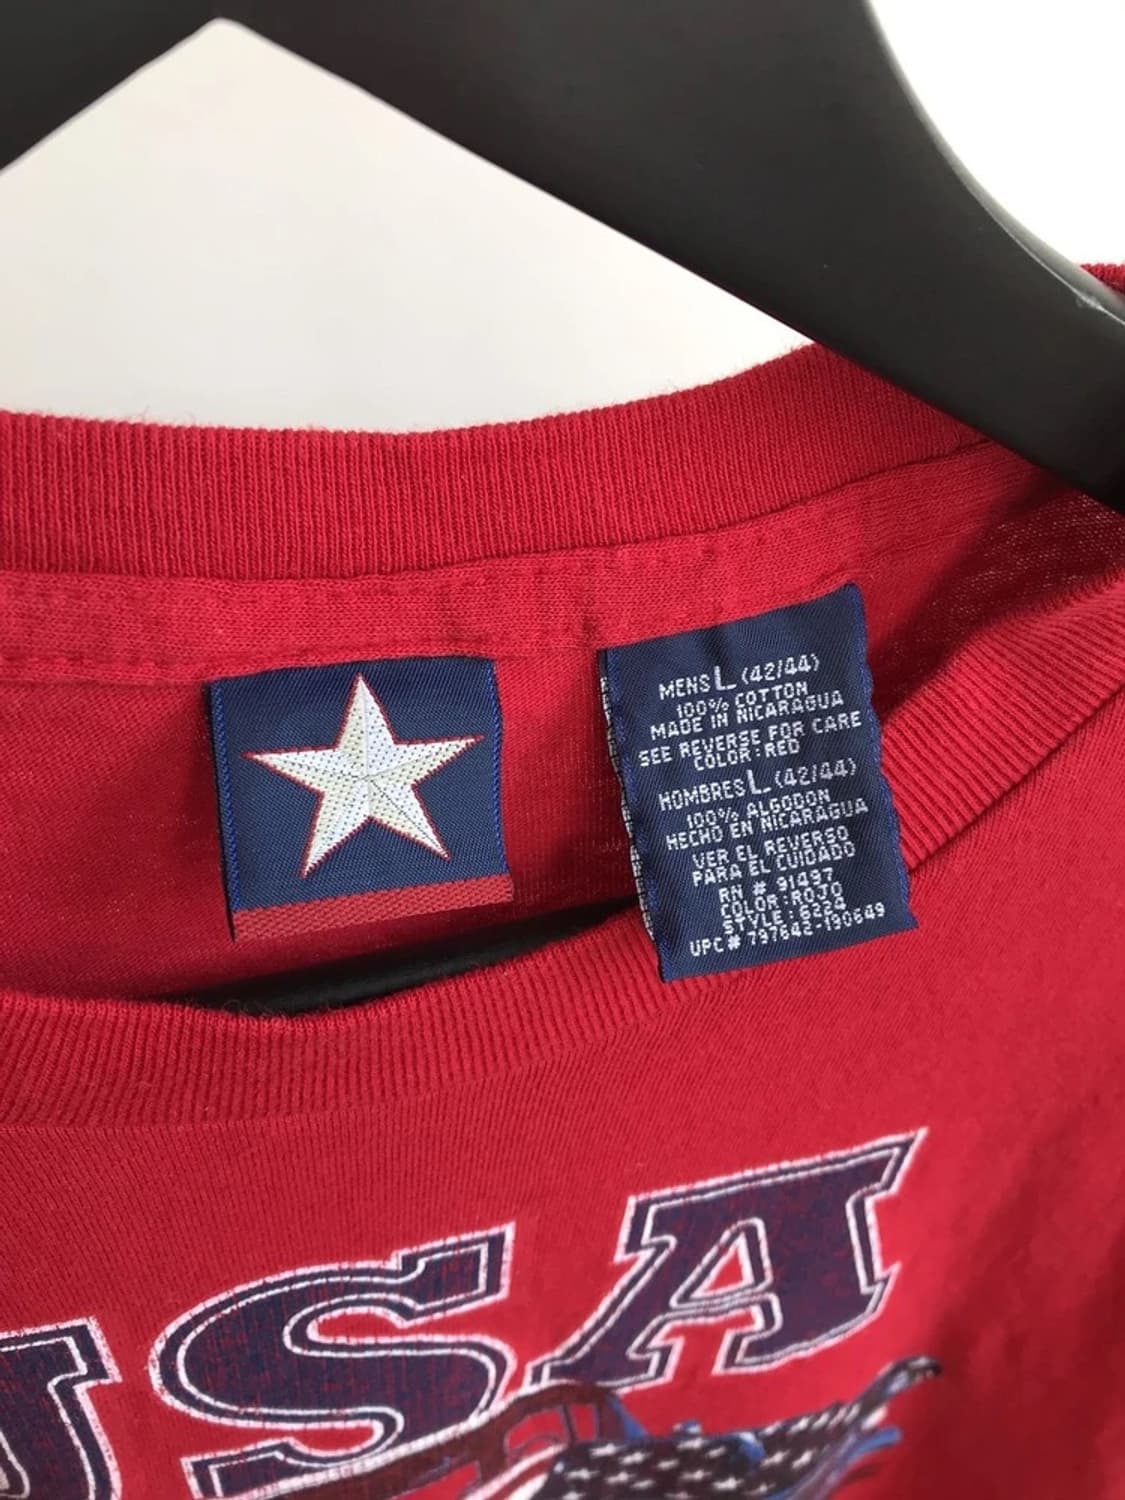 MENS L (42/44)
100% COTTON
MADE IN NICARAGUA
SEE REVERSE FOR CARE
COLOR:RED
HOMBRES L (42/44)
100% ALGODON
HECHO EN NICARAGUA
VER EL REVERSO
PARA EL CUIDADO
RN # 91497
COLOR:ROJO
STYLE:6224
UPC# 797642-190649
USA